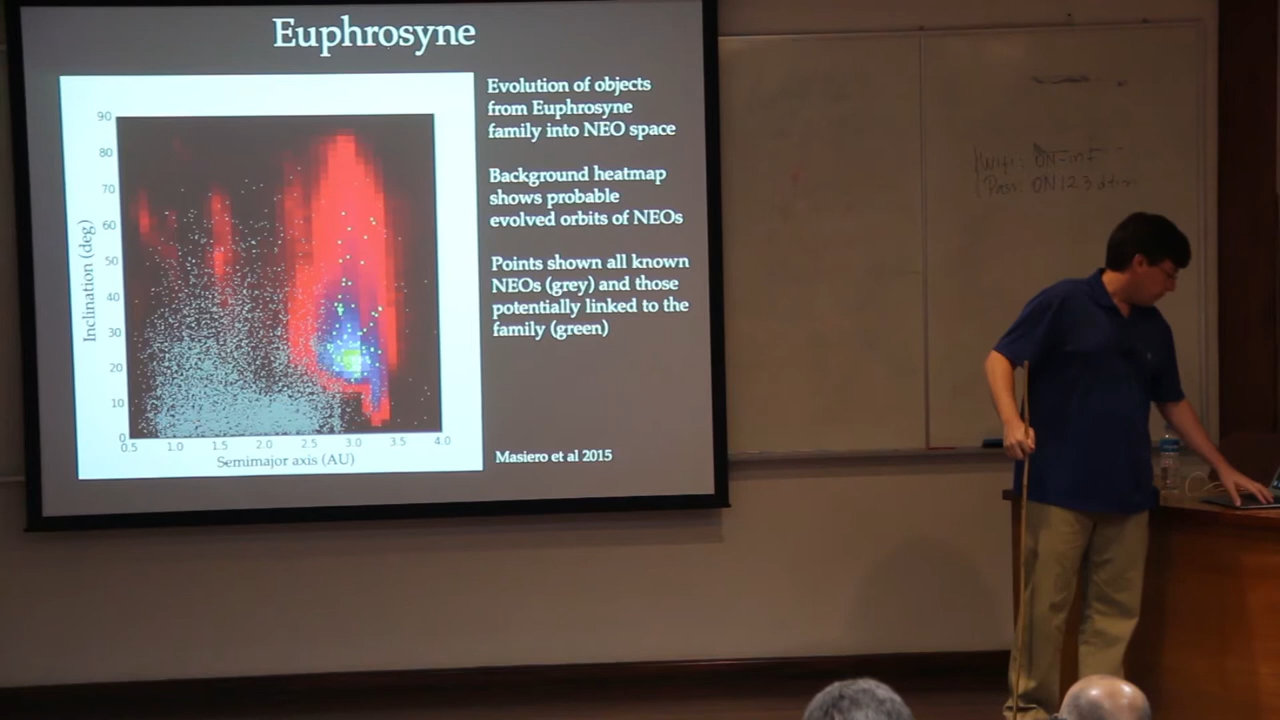 Euphrosyne
Evolution of objects
from Euphrosyne
family into NEO space
Background heatmap
shows probable
evolved orbits of NEOs
Points shown all known
NEOs (grey) and those
potentially linked to the
family (green)
Masiero et al 2015
Inclination (deg)
90
80
70
60
50
40
30
20
10
0
0.5 1.0 1.5 2.0 2.5 3.0 3.5 4.0
Semimajor axis (AU)
Pass: ON123